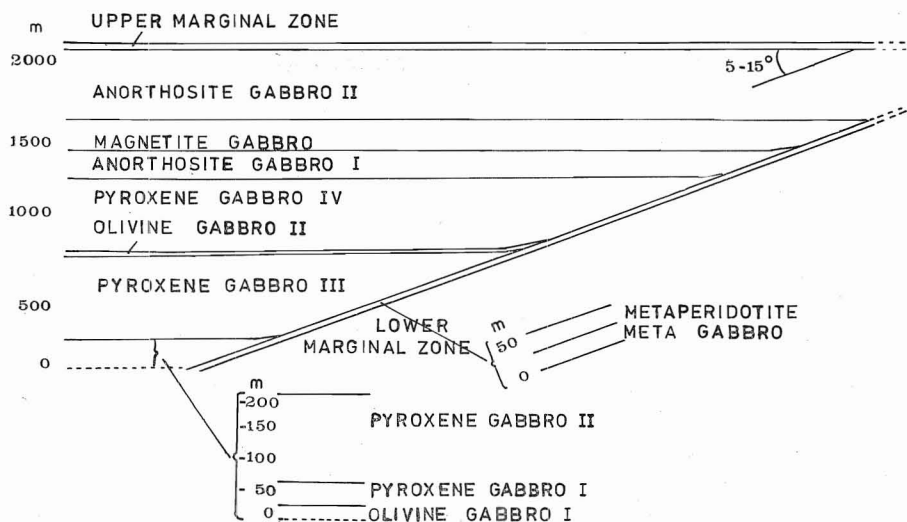 UPPER MARGINAL ZONE
m
2000
5-15°
ANORTHOSITE GABBRO II
1500
MAGNETITE GABBRO
ANORTHOSITE GABBRO I
PYROXENE GABBRO IV
1000
OLIVINE GABBRO II
PYROXENE GABBRO III
500
LOWER
MARGINAL ZONE
0
m
50
0
METAPERIDOTITE
META GABBRO
m
-200
-150
-100
- 50
0
PYROXENE GABBRO II
PYROXENE GABBRO I
OLIVINE GABBRO I